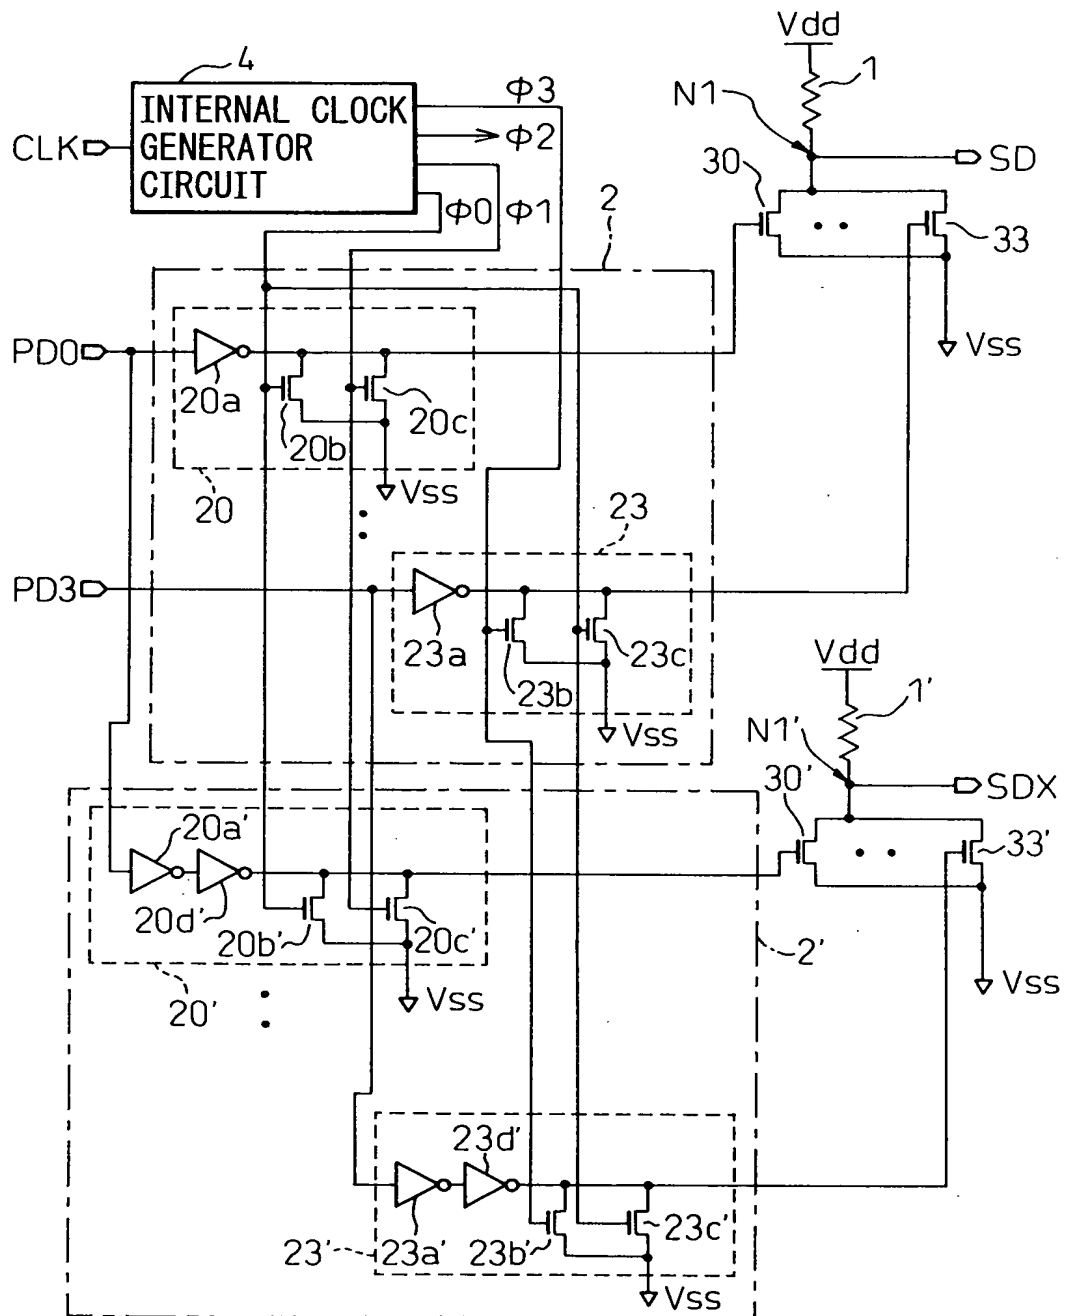 Vdd
4
1
INTERNAL CLOCK
GENERATOR
CIRCUIT
CLK
ϕ3
ϕ2
ϕ0
ϕ1
N1
SD
30
33
2
Vss
PD0
20a
20b
20c
20
Vss
23
PD3
23a
23b
23c
Vss
Vdd
1'
N1'
SDX
30'
33'
20a'
20d'
20b'
20c'
2'
20'
Vss
Vss
23d'
23'
23a'
23b'
23c'
Vss